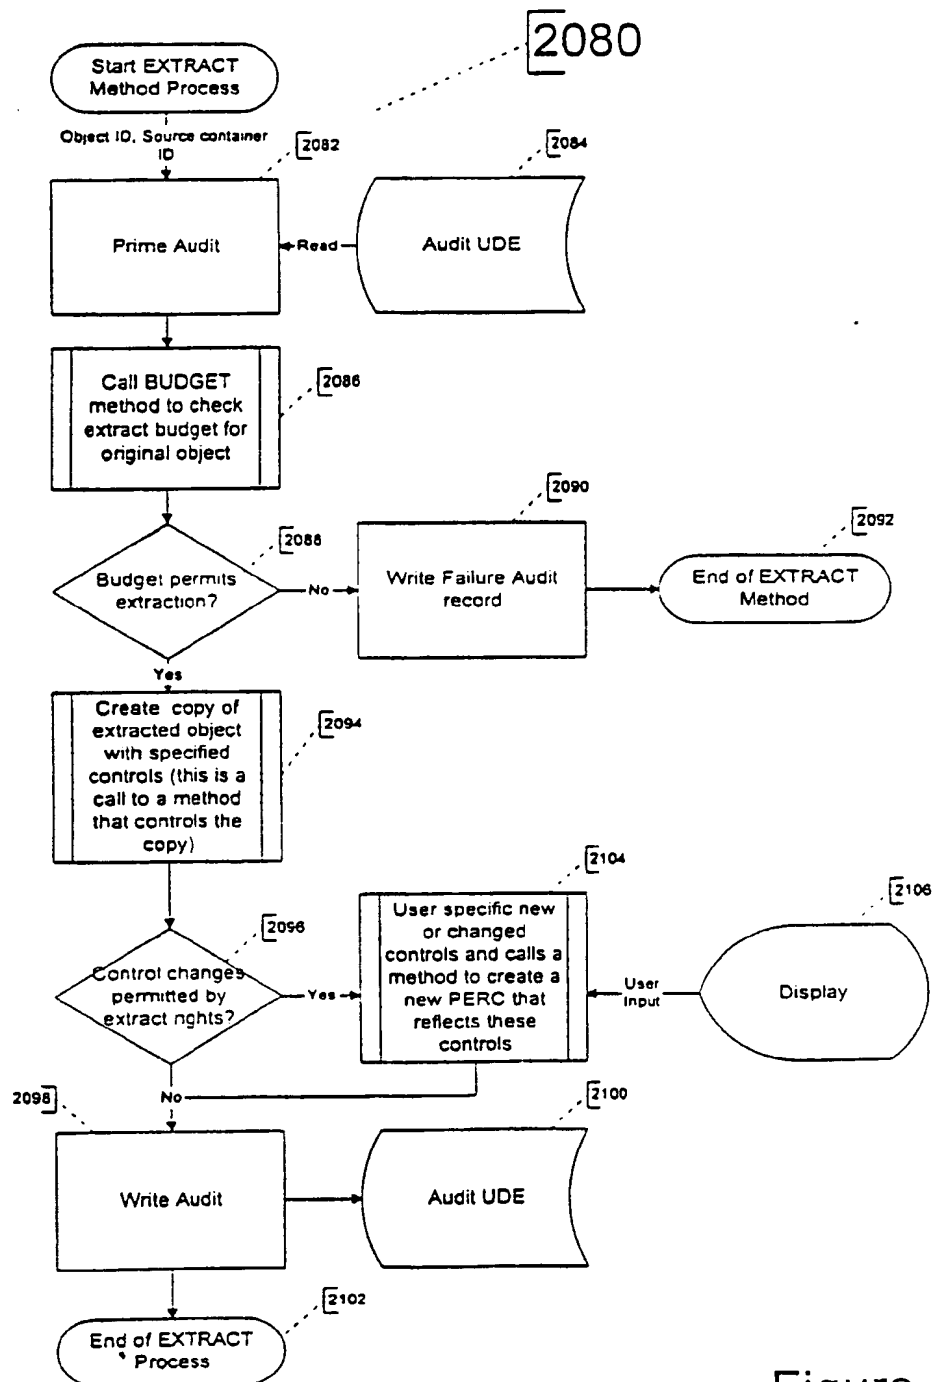 2080
Start EXTRACT
Method Process
Object ID, Source container
ID
2082
2084
Prime Audit
Read
Audit UDE
Call BUDGET
method to check
extract budget for
original object
2086
2088
Budget permits
extraction?
No
2090
Write Failure Audit
record
2092
End of EXTRACT
Method
Yes
Create copy of
extracted object
with specified
controls (this is a
call to a method
that controls the
copy)
2094
2096
Control changes
permitted by
extract rights?
Yes
2104
User specific new
or changed
controls and calls a
method to create a
new PERC that
reflects these
controls
User
Input
2106
Display
No
2098
Write Audit
2100
Audit UDE
2102
End of EXTRACT
Process
Figure